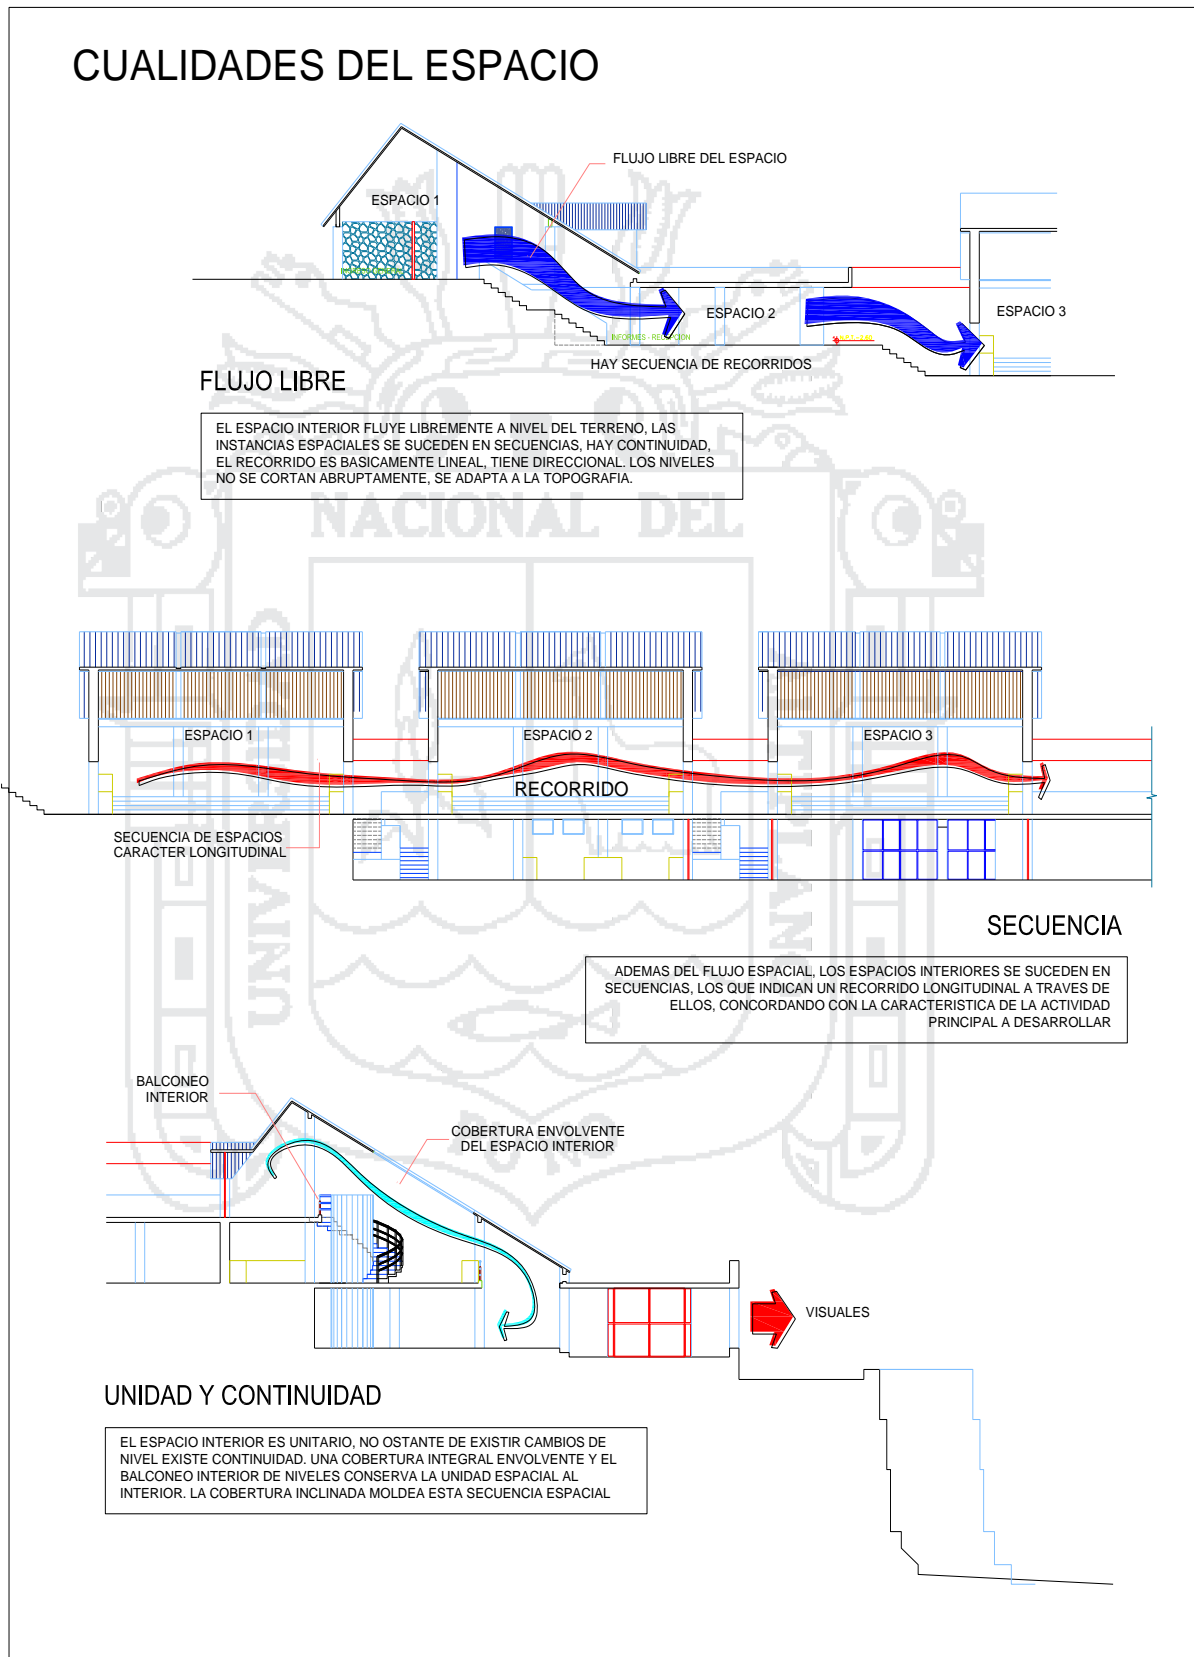 CUALIDADES DEL ESPACIO
FLUJO LIBRE DEL ESPACIO
ESPACIO 1
ESPACIO 2
ESPACIO 3
INFORMES - RECEPCIÓN
HAY SECUENCIA DE RECORRIDOS
FLUJO LIBRE
EL ESPACIO INTERIOR FLUYE LIBREMENTE A NIVEL DEL TERRENO, LAS
INSTANCIAS ESPACIALES SE SUCEDEN EN SECUENCIAS, HAY CONTINUIDAD,
EL RECORRIDO ES BASICAMENTE LINEAL, TIENE DIRECCIONAL. LOS NIVELES
NO SE CORTAN ABRUPTAMENTE, SE ADAPTA A LA TOPOGRAFIA.
NACIONAL DEL
UNIVERSIDAD
ESPACIO 1
ESPACIO 2
ESPACIO 3
RECORRIDO
SECUENCIA DE ESPACIOS
CARACTER LONGITUDINAL
SECUENCIA
ADEMAS DEL FLUJO ESPACIAL, LOS ESPACIOS INTERIORES SE SUCEDEN EN
SECUENCIAS, LOS QUE INDICAN UN RECORRIDO LONGITUDINAL A TRAVES DE
ELLOS, CONCORDANDO CON LA CARACTERISTICA DE LA ACTIVIDAD
PRINCIPAL A DESARROLLAR
BALCONEO
INTERIOR
COBERTURA ENVOLVENTE
DEL ESPACIO INTERIOR
VISUALES
UNIDAD Y CONTINUIDAD
EL ESPACIO INTERIOR ES UNITARIO, NO OSTANTE DE EXISTIR CAMBIOS DE
NIVEL EXISTE CONTINUIDAD. UNA COBERTURA INTEGRAL ENVOLVENTE Y EL
BALCONEO INTERIOR DE NIVELES CONSERVA LA UNIDAD ESPACIAL AL
INTERIOR. LA COBERTURA INCLINADA MOLDEA ESTA SECUENCIA ESPACIAL